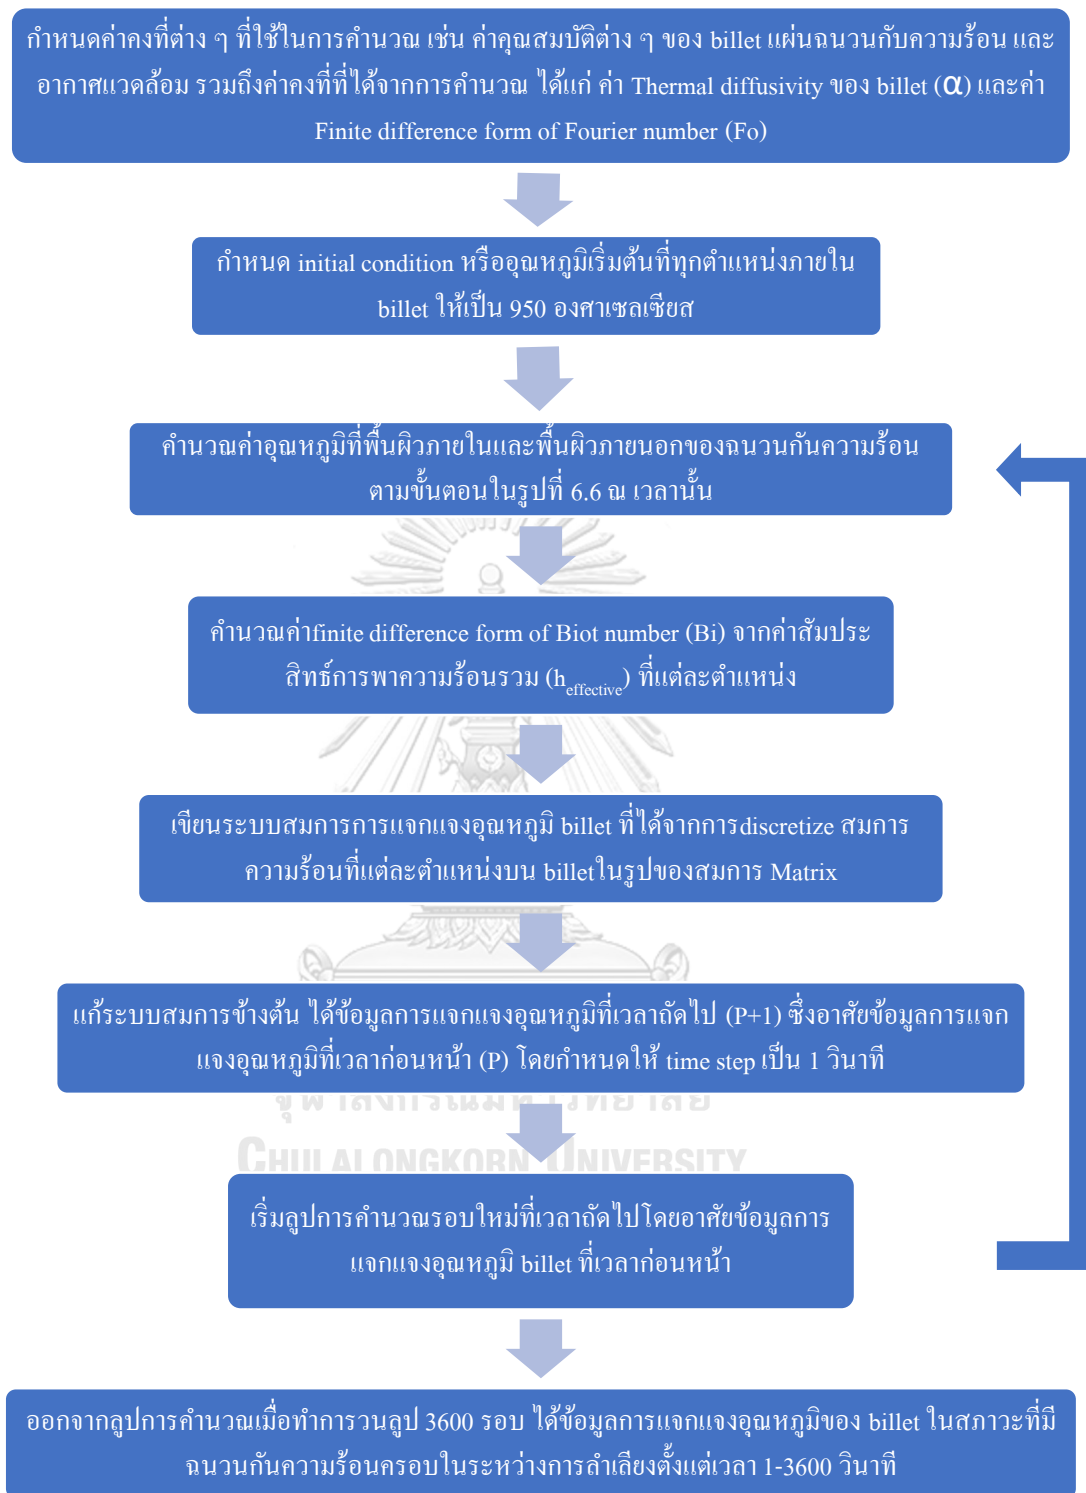 กำหนดค่าคงที่ต่าง ๆ ที่ใช้ในการคำนวณ เช่น ค่าคุณสมบัติต่าง ๆ ของ billet แผ่นฉนวนกับความร้อน และ
อากาศแวดล้อม รวมถึงค่าคงที่ที่ได้จากการคำนวณ ได้แก่ ค่า Thermal diffusivity ของ billet (α) และค่า
Finite difference form of Fourier number (Fo)
กำหนด initial condition หรืออุณหภูมิเริ่มต้นที่ทุกตำแหน่งภายใน
billet ให้เป็น 950 องศาเซลเซียส
คำนวณค่าอุณหภูมิที่พื้นผิวภายในและพื้นผิวภายนอกของฉนวนกันความร้อน
ตามขั้นตอนในรูปที่ 6.6 ณ เวลานั้น
คำนวณค่าfinite difference form of Biot number (Bi) จากค่าสัมประ
สิทธ์การพาความร้อนรวม (h effective) ที่แต่ละตำแหน่ง
เขียนระบบสมการการแจกแจงอุณหภูมิ billet ที่ได้จากการdiscretize สมการ
ความร้อนที่แต่ละตำแหน่งบน billetในรูปของสมการ Matrix
แก้ระบบสมการข้างต้น ได้ข้อมูลการแจกแจงอุณหภูมิที่เวลาถัดไป (P+1) ซึ่งอาศัยข้อมูลการแจก
แจงอุณหภูมิที่เวลาก่อนหน้า (P) โดยกำหนดให้ time step เป็น 1 วินาที
จุฬาลงกรณ์มหาวิทยาลัย
CHULALONGKORN UNIVERSITY
เริ่มลูปการคำนวณรอบใหม่ที่เวลาถัดไปโดยอาศัยข้อมูลการ
แจกแจงอุณหภูมิ billet ที่เวลาก่อนหน้า
ออกจากลูปการคำนวณเมื่อทำการวนลูป 3600 รอบ ได้ข้อมูลการแจกแจงอุณหภูมิของ billet ในสภาวะที่มี
ฉนวนกันความร้อนครอบในระหว่างการลำเลียงตั้งแต่เวลา 1-3600 วินาที